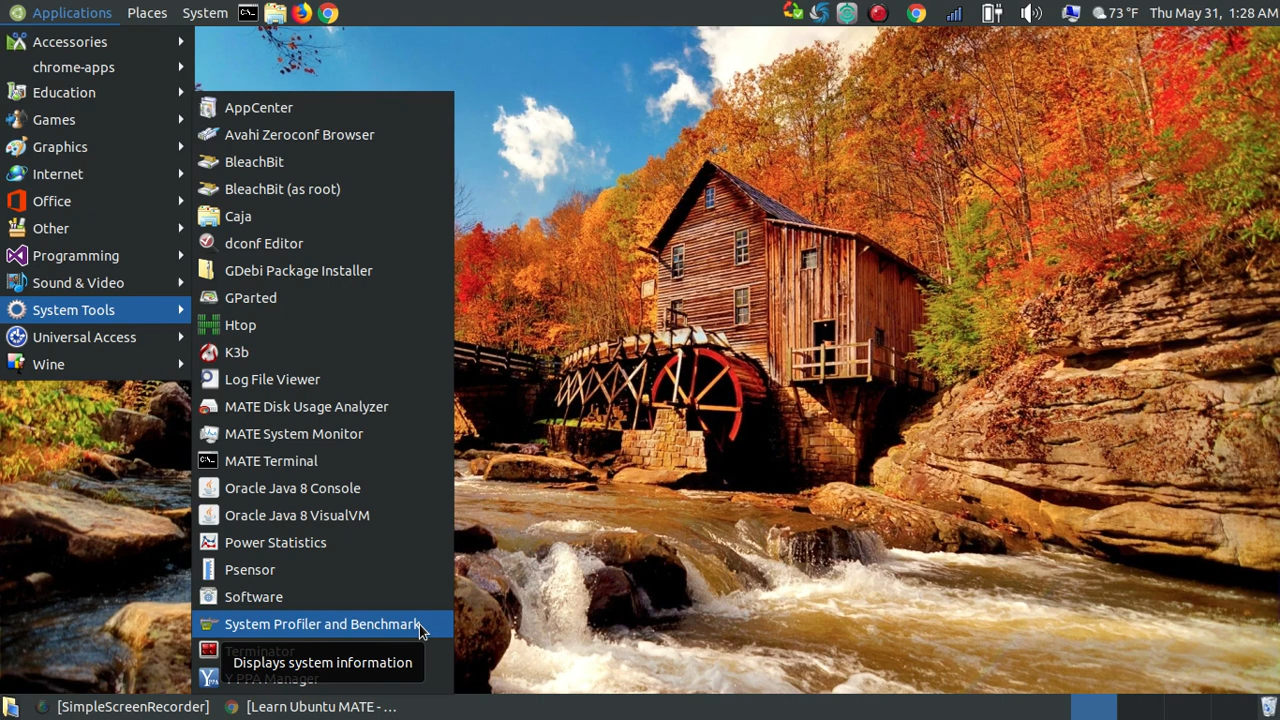 Applications Places System 73 °F Thu May 31, 1:28 AM
Accessories
chrome-apps
Education
Games
Graphics
Internet
Office
Other
Programming
Sound & Video
System Tools
Universal Access
Wine
AppCenter
Avahi Zeroconf Browser
BleachBit
BleachBit (as root)
Caja
dconf Editor
GDebi Package Installer
GParted
Htop
K3b
Log File Viewer
MATE Disk Usage Analyzer
MATE System Monitor
MATE Terminal
Oracle Java 8 Console
Oracle Java 8 VisualVM
Power Statistics
Psensor
Software
System Profiler and Benchmark
Terminator
Displays system information
Y PPA Manager
[SimpleScreenRecorder] [Learn Ubuntu MATE - ...